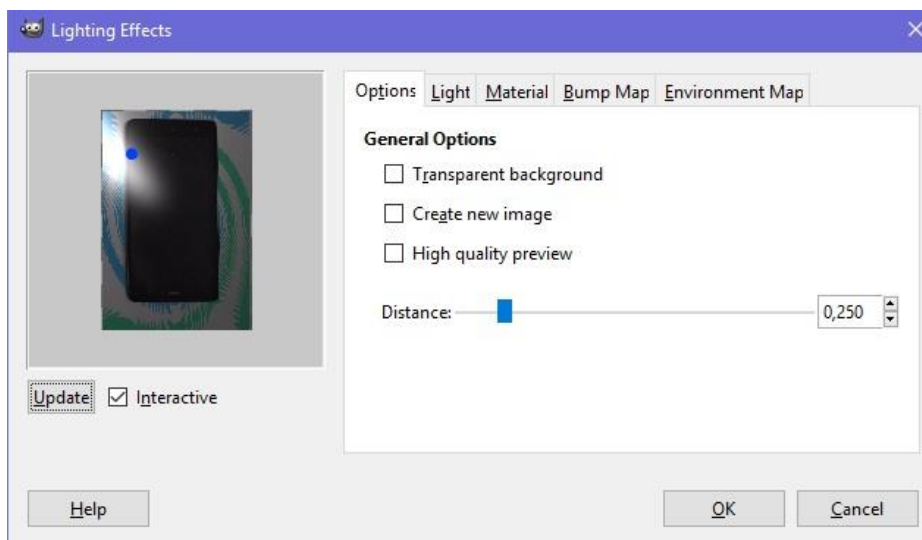 Lighting Effects
Options Light Material Bump Map Environment Map
General Options
Transparent background
Create new image
High quality preview
Distance: 0,250
Update Interactive
Help OK Cancel